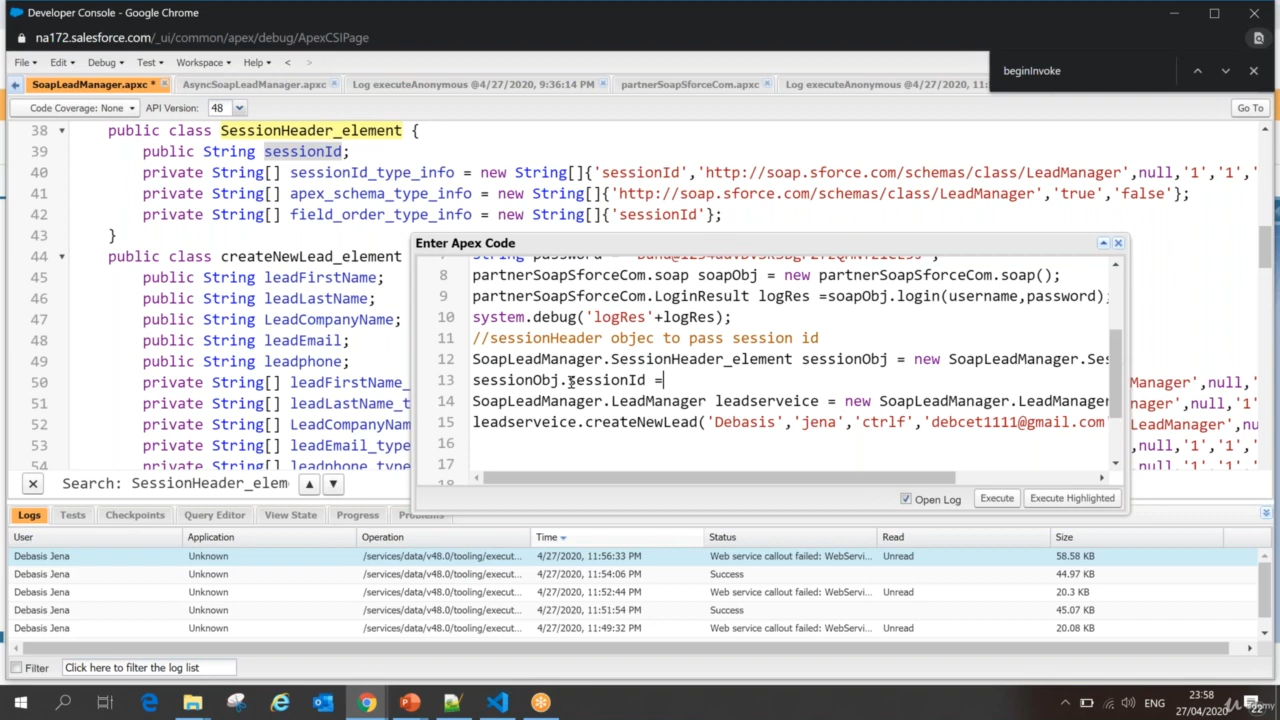 Developer Console - Google Chrome
na172.salesforce.com/_ui/common/apex/debug/ApexCSIPage
File Edit Debug Test Workspace Help < >
beginInvoke
SoapLeadManager.apxc * AsyncSoapLeadManager.apxc Log executeAnonymous @4/27/2020, 9:36:14 PM partnerSoapSforceCom.apxc Log executeAnonymous @4/27/2020, 11:
Code Coverage: None API Version: 48 Go To
38 public class SessionHeader_element {
39 public String sessionId;
40 private String[] sessionId_type_info = new String[]{'sessionId','http://soap.sforce.com/schemas/class/LeadManager',null,'1','1','
41 private String[] apex_schema_type_info = new String[]{'http://soap.sforce.com/schemas/class/LeadManager','true','false'};
42 private String[] field_order_type_info = new String[]{'sessionId'};
43 }
44 public class createNewLead_element
45 public String leadFirstName;
46 public String leadLastName;
47 public String LeadCompanyName;
48 public String leadEmail;
49 public String leadphone;
50 private String[] leadFirstName_ Manager',null,'1
51 private String[] leadLastName_t nager',null,'1'
52 private String[] LeadCompanyNam LeadManager',nu
53 private String[] leadEmail_type ,null,'1','1','
54 private String[] leadphone_type
Enter Apex Code
8 partnerSoapSforceCom.soap soapObj = new partnerSoapSforceCom.soap();
9 partnerSoapSforceCom.LoginResult logRes =soapObj.login(username,password);
10 system.debug('logRes'+logRes);
11 //sessionHeader objec to pass session id
12 SoapLeadManager.SessionHeader_element sessionObj = new SoapLeadManager.Ses
13 sessionObj.sessionId =
14 SoapLeadManager.LeadManager leadserveice = new SoapLeadManager.LeadManager
15 leadserveice.createNewLead('Debasis','jena','ctrlf','debcet1111@gmail.com'
16
17
Open Log Execute Execute Highlighted
Search: SessionHeader_elem
Logs Tests Checkpoints Query Editor View State Progress Problems
User Application Operation Time Status Read Size
Debasis Jena Unknown /services/data/v48.0/tooling/execut... 4/27/2020, 11:56:33 PM Web service callout failed: WebServi... Unread 58.58 KB
Debasis Jena Unknown /services/data/v48.0/tooling/execut... 4/27/2020, 11:54:06 PM Success 44.97 KB
Debasis Jena Unknown /services/data/v48.0/tooling/execut... 4/27/2020, 11:52:44 PM Web service callout failed: WebServi... Unread 20.3 KB
Debasis Jena Unknown /services/data/v48.0/tooling/execut... 4/27/2020, 11:51:54 PM Success 45.07 KB
Debasis Jena Unknown /services/data/v48.0/tooling/execut... 4/27/2020, 11:49:32 PM Web service callout failed: WebServi... Unread 20.08 KB
Filter Click here to filter the log list
ENG 23:58
27/04/2020 22